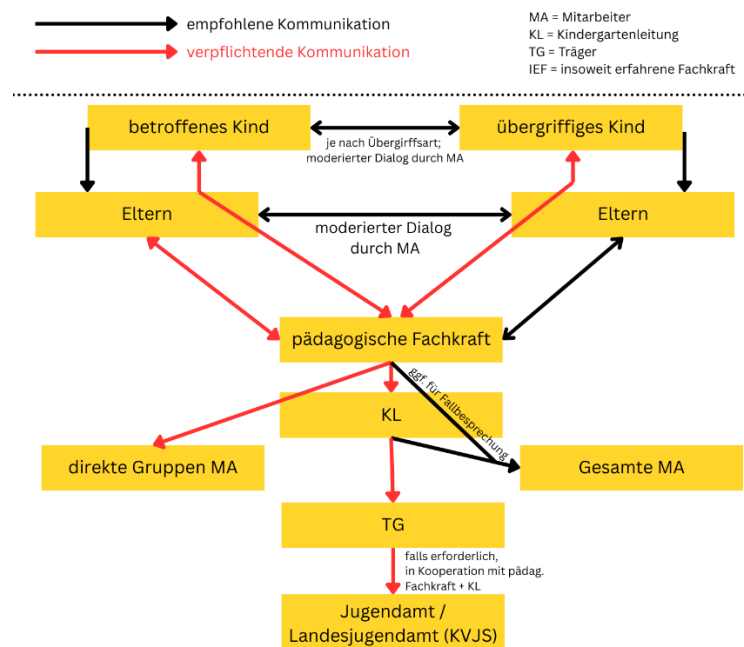 empfohlene Kommunikation
verpflichtende Kommunikation
MA = Mitarbeiter
KL = Kindergartenleitung
TG = Träger
IEF = insoweit erfahrene Fachkraft
betroffenes Kind
übergriffiges Kind
je nach Übergirffsart;
moderierter Dialog durch MA
Eltern
Eltern
moderierter Dialog
durch MA
pädagogische Fachkraft
ggf. für Fallbesprechung
KL
direkte Gruppen MA
Gesamte MA
TG
falls erforderlich,
in Kooperation mit pädag.
Fachkraft + KL
Jugendamt /
Landesjugendamt (KVJS)